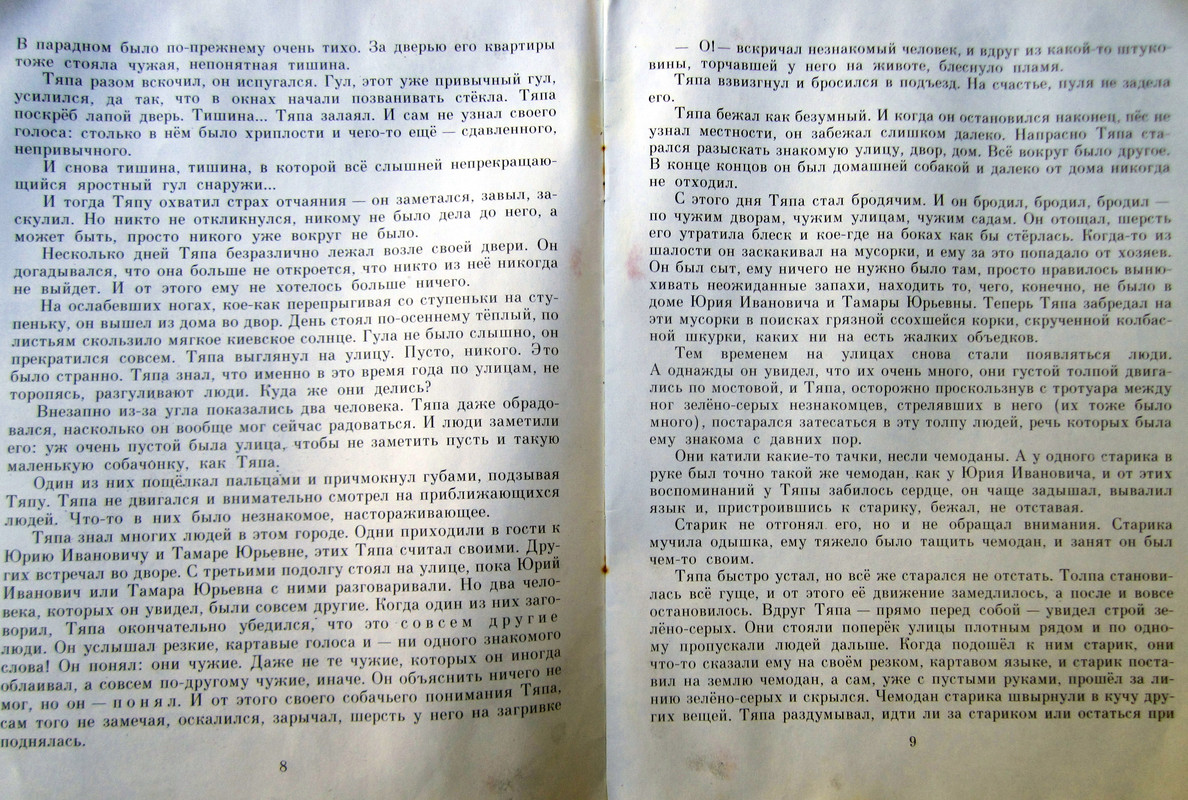 В парадном было по-прежнему очень тихо. За дверью его квартиры
тоже стояла чужая, непонятная тишина.
Тяпа разом вскочил, он испугался. Гул, этот уже привычный гул,
усилился, да так, что в окнах начали позванивать стёкла. Тяпа
поскрёб лапой дверь. Тишина... Тяпа залаял. И сам не узнал своего
голоса: столько в нём было хриплости и чего-то ещё — сдавленного,
непривычного.
И снова тишина, тишина, в которой всё слышней непрекращаю-
щийся яростный гул снаружи...
И тогда Тяпу охватил страх отчаяния — он заметался, завыл, за-
скулил. Но никто не откликнулся, никому не было дела до него, а
может быть, просто никого уже вокруг не было.
Несколько дней Тяпа безразлично лежал возле своей двери. Он
догадывался, что она больше не откроется, что никто из неё никогда
не выйдет. И от этого ему не хотелось больше ничего.
На ослабевших ногах, кое-как перепрыгивая со ступеньки на сту-
пеньку, он вышел из дома во двор. День стоял по-осеннему тёплый, по
листьям скользило мягкое киевское солнце. Гула не было слышно, он
прекратился совсем. Тяпа выглянул на улицу. Пусто, никого. Это
было странно. Тяпа знал, что именно в это время года по улицам, не
торопясь, разгуливают люди. Куда же они делись?
Внезапно из-за угла показались два человека. Тяпа даже обрадо-
вался, насколько он вообще мог сейчас радоваться. И люди заметили
его: уж очень пустой была улица, чтобы не заметить пусть и такую
маленькую собачонку, как Тяпа.
Один из них пощёлкал пальцами и причмокнул губами, подзывая
Тяпу. Тяпа не двигался и внимательно смотрел на приближающихся
людей. Что-то в них было незнакомое, настораживающее.
Тяпа знал многих людей в этом городе. Одни приходили в гости к
Юрию Ивановичу и Тамаре Юрьевне, этих Тяпа считал своими. Дру-
гих встречал во дворе. С третьими подолгу стоял на улице, пока Юрий
Иванович или Тамара Юрьевна с ними разговаривали. Но два чело-
века, которых он увидел, были совсем другие. Когда один из них заго-
ворил, Тяпа окончательно убедился, что это совсем другие
люди. Он услышал резкие, картавые голоса и — ни одного знакомого
слова! Он понял: они чужие. Даже не те чужие, которых он иногда
облаивал, а совсем по-другому чужие, иначе. Он объяснить ничего не
мог, но он — понял. И от этого своего собачьего понимания Тяпа,
сам того не замечая, оскалился, зарычал, шерсть у него на загривке
поднялась.
8
— О! — вскричал незнакомый человек, и вдруг из какой-то штуко-
вины, торчавшей у него на животе, блеснуло пламя.
Тяпа взвизгнул и бросился в подъезд. На счастье, пуля не задела
его.
Тяпа бежал как безумный. И когда он остановился наконец, пёс не
узнал местности, он забежал слишком далеко. Напрасно Тяпа ста-
рался разыскать знакомую улицу, двор, дом. Всё вокруг было другое.
В конце концов он был домашней собакой и далеко от дома никогда
не отходил.
С этого дня Тяпа стал бродячим. И он бродил, бродил, бродил —
по чужим дворам, чужим улицам, чужим садам. Он отощал, шерсть
его утратила блеск и кое-где на боках как бы стёрлась. Когда-то из
шалости он заскакивал на мусорки, и ему за это попадало от хозяев.
Он был сыт, ему ничего не нужно было там, просто нравилось выню-
хивать неожиданные запахи, находить то, чего, конечно, не было в
доме Юрия Ивановича и Тамары Юрьевны. Теперь Тяпа забредал на
эти мусорки в поисках грязной ссохшейся корки, скрученной колбас-
ной шкурки, каких ни на есть жалких объедков.
Тем временем на улицах снова стали появляться люди.
А однажды он увидел, что их очень много, они густой толпой двига-
лись по мостовой, и Тяпа, осторожно проскользнув с тротуара между
ног зелёно-серых незнакомцев, стрелявших в него (их тоже было
много), постарался затесаться в эту толпу людей, речь которых была
ему знакома с давних пор.
Они катили какие-то тачки, несли чемоданы. А у одного старика в
руке был точно такой же чемодан, как у Юрия Ивановича, и от этих
воспоминаний у Тяпы забилось сердце, он чаще задышал, вывалил
язык и, пристроившись к старику, бежал, не отставая.
Старик не отгонял его, но и не обращал внимания. Старика
мучила одышка, ему тяжело было тащить чемодан, и занят он был
чем-то своим.
Тяпа быстро устал, но всё же старался не отстать. Толпа станови-
лась всё гуще, и от этого её движение замедлилось, а после и вовсе
остановилось. Вдруг Тяпа — прямо перед собой — увидел строй зе-
лёно-серых. Они стояли поперёк улицы плотным рядом и по одно-
му пропускали людей дальше. Когда подошёл к ним старик, они
что-то сказали ему на своём резком, картавом языке, и старик поста-
вил на землю чемодан, а сам, уже с пустыми руками, прошёл за ли-
нию зелёно-серых и скрылся. Чемодан старика швырнули в кучу дру-
гих вещей. Тяпа раздумывал, идти ли за стариком или остаться при
9